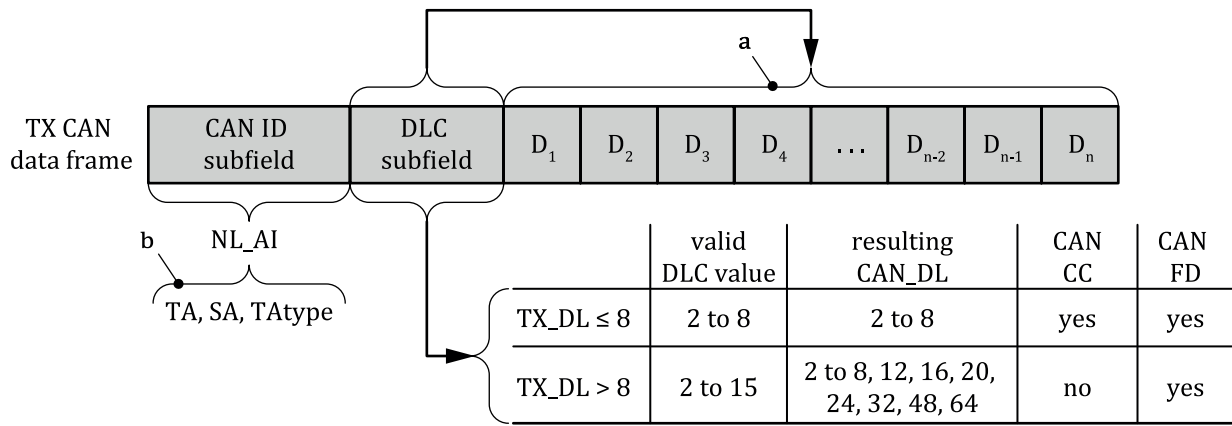 a
TX CAN
data frame
CAN ID
subfield
DLC
subfield
D1
D2
D3
D4
...
Dn-2
Dn-1
Dn
b
NL_AI
TA, SA, TAtype
valid
DLC value
resulting
CAN_DL
CAN
CC
CAN
FD
TX_DL ≤ 8
2 to 8
2 to 8
yes
yes
TX_DL > 8
2 to 15
2 to 8, 12, 16, 20,
24, 32, 48, 64
no
yes